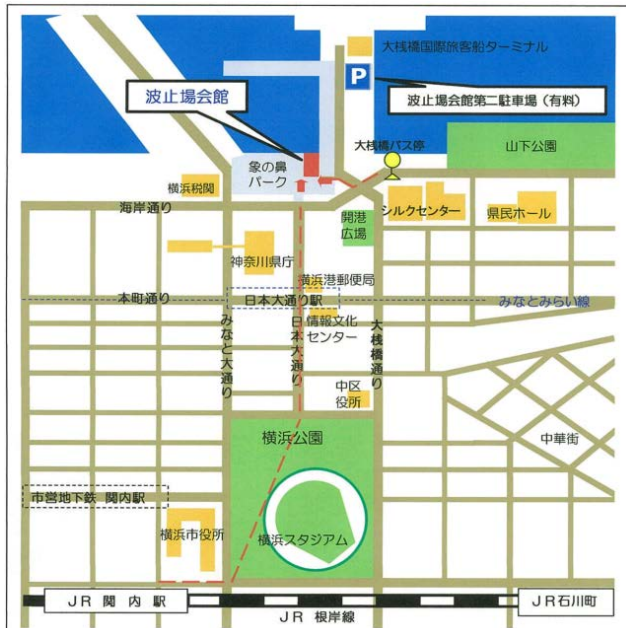 大桟橋国際旅客船ターミナル
P
波止場会館
波止場会館第二駐車場(有料)
大桟橋バス停
山下公園
象の鼻
パーク
横浜税関
シルクセンター
県民ホール
海岸通り
開港
広場
神奈川県庁
横浜港郵便局
本町通り
日本大通り駅
みなとみらい線
情報文化
センター
みなと大通り
日本大通り
大桟橋通り
中区
役所
横浜公園
中華街
市営地下鉄 関内駅
横浜市役所
横浜スタジアム
JR 関内駅
JR 根岸線
JR石川町